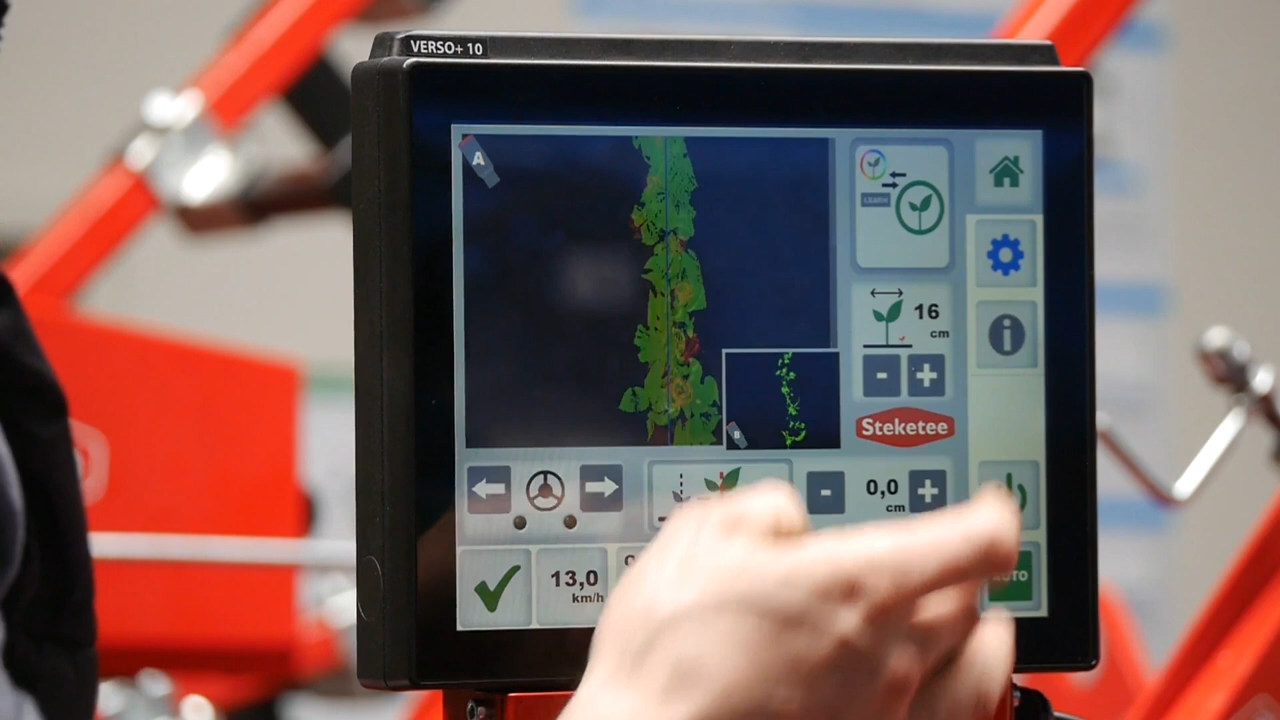 VERSO+ 10
A
LEARN
16
cm
Steketee
B
0,0
cm
13,0
km/h
AUTO